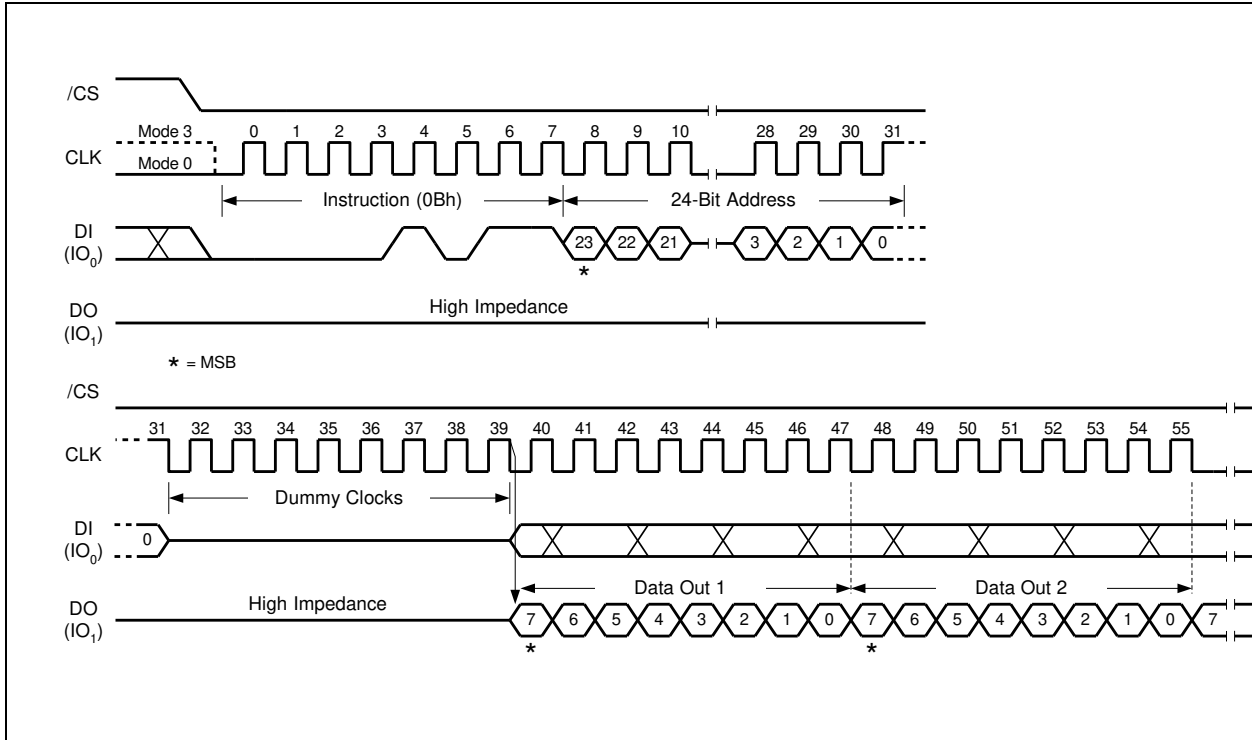 /CS
Mode 3 0 1 2 3 4 5 6 7 8 9 10 28 29 30 31
CLK
Mode 0
Instruction (0Bh) 24-Bit Address
DI
(IO0) 23 22 21 3 2 1 0
*
DO High Impedance
(IO1)
* = MSB
/CS
31 32 33 34 35 36 37 38 39 40 41 42 43 44 45 46 47 48 49 50 51 52 53 54 55
CLK
Dummy Clocks
DI
(IO0) 0
Data Out 1 Data Out 2
DO High Impedance
(IO1) 7 6 5 4 3 2 1 0 7 6 5 4 3 2 1 0 7
* *